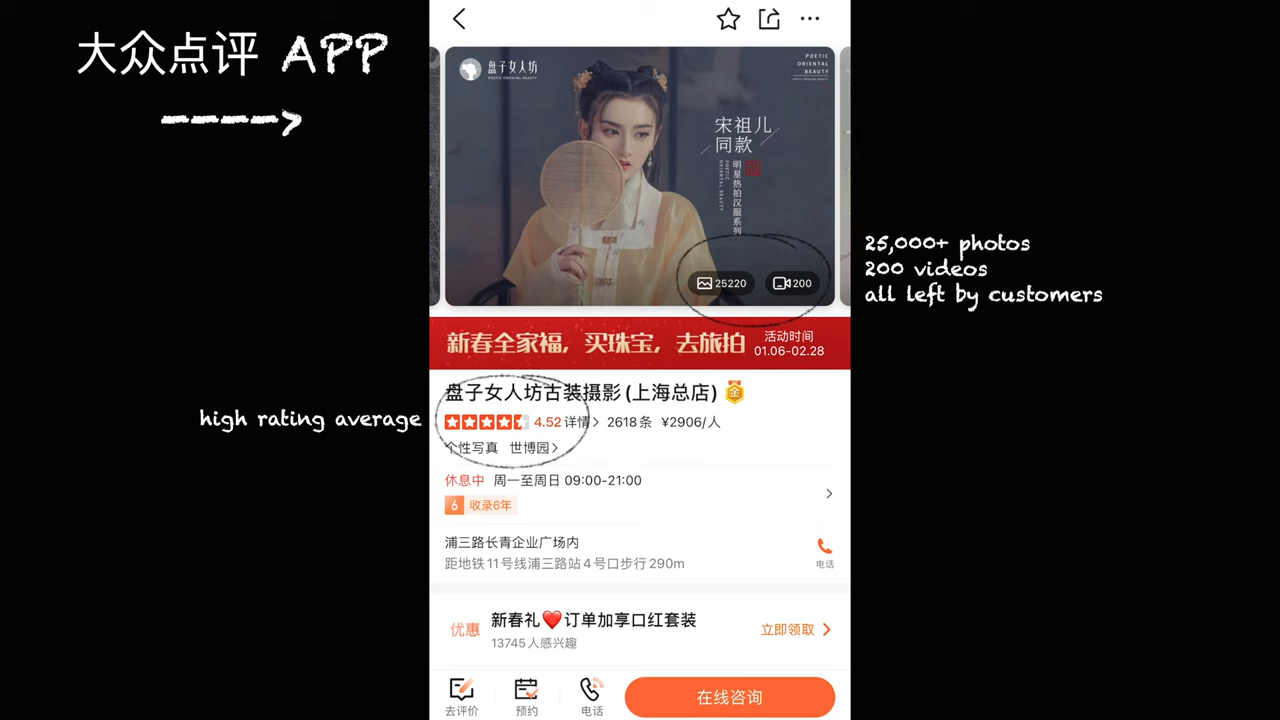 大众点评 APP
盘子女人坊
POETIC ORIENTAL BEAUTY
POETIC
ORIENTAL
BEAUTY
宋祖儿
同款
明星热拍汉服系列
POETIC
ORIENTAL BEAUTY
25220
200
25,000+ photos
200 videos
all left by customers
新春全家福，买珠宝，去旅拍
活动时间
01.06-02.28
盘子女人坊古装摄影(上海总店)
金
high rating average
4.52 详情 2618条 ¥2906/人
个性写真 世博园
休息中 周一至周日 09:00-21:00
6 收录6年
浦三路长青企业广场内
距地铁11号线浦三路站4号口步行290m
电话
优惠
新春礼❤️订单加享口红套装
13745人感兴趣
立即领取
去评价
预约
电话
在线咨询